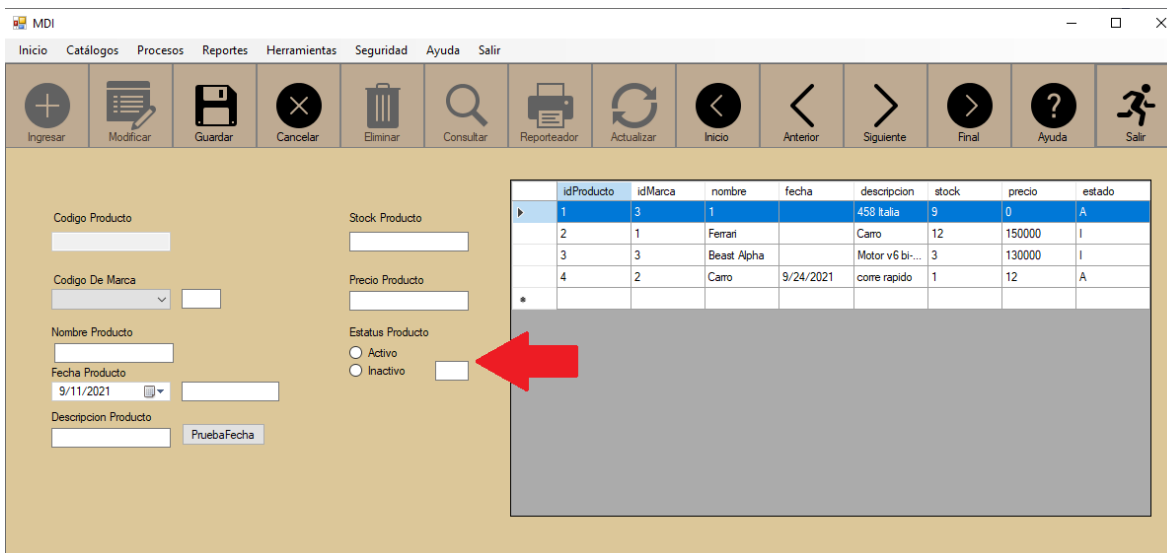 MDI
Inicio Catálogos Procesos Reportes Herramientas Seguridad Ayuda Salir
Ingresar Modificar Guardar Cancelar Eliminar Consultar Reporteador Actualizar Inicio Anterior Siguiente Final Ayuda Salir
Codigo Producto
Codigo De Marca
Nombre Producto
Fecha Producto
9/11/2021
Descripcion Producto
PruebaFecha
Stock Producto
Precio Producto
Estatus Producto
Activo
Inactivo
idProducto idMarca nombre fecha descripcion stock precio estado
1 3 1 458 Italia 9 0 A
2 1 Ferrari Carro 12 150000 I
3 3 Beast Alpha Motor v6 bi-... 3 130000 I
4 2 Carro 9/24/2021 corre rapido 1 12 A